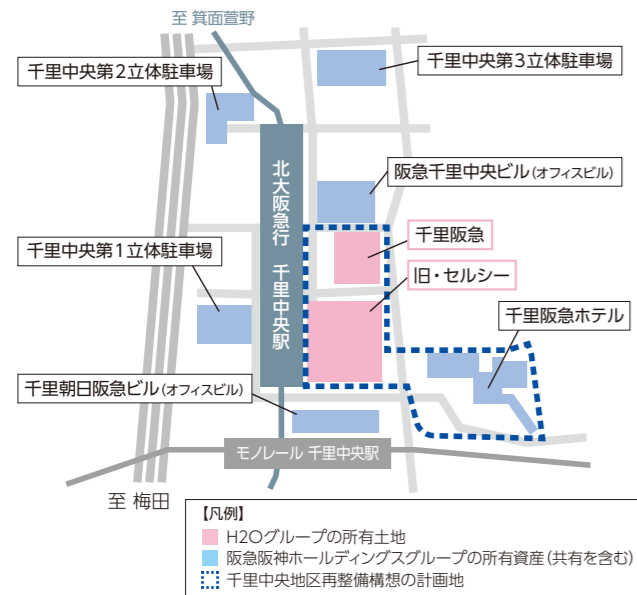 至 箕面萱野
千里中央第2立体駐車場
千里中央第3立体駐車場
北大阪急行 千里中央駅
阪急千里中央ビル(オフィスビル)
千里阪急
千里中央第1立体駐車場
旧・セルシー
千里阪急ホテル
千里朝日阪急ビル(オフィスビル)
モノレール 千里中央駅
至 梅田
【凡例】
H2Oグループの所有土地
阪急阪神ホールディングスグループの所有資産(共有を含む)
千里中央地区再整備構想の計画地